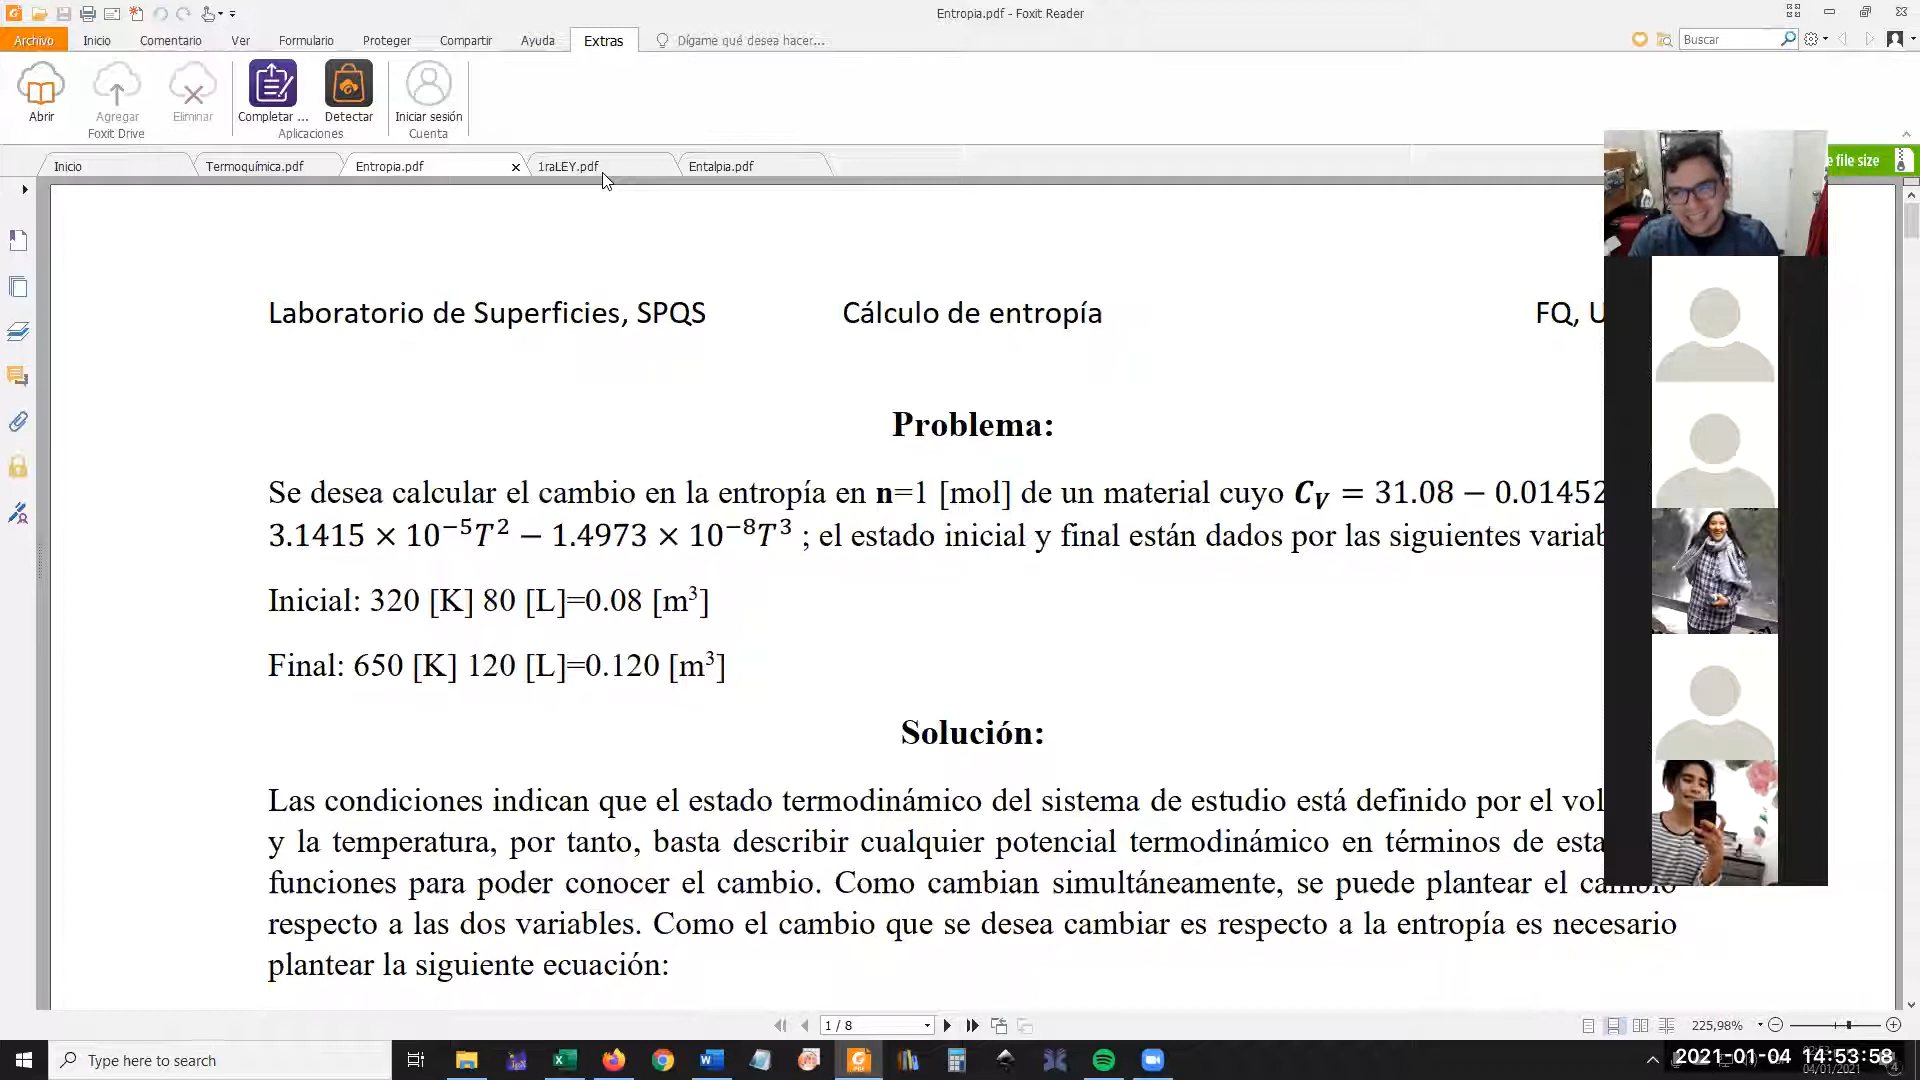 Entropia.pdf - Foxit Reader
Archivo Inicio Comentario Ver Formulario Proteger Compartir Ayuda Extras Dígame qué desea hacer... Buscar
Abrir Agregar Eliminar Completar ... Detectar Iniciar sesión
Foxit Drive Aplicaciones Cuenta
Inicio Termoquímica.pdf Entropia.pdf 1raLEY.pdf Entalpia.pdf e file size
Laboratorio de Superficies, SPQS Cálculo de entropía FQ, U
Problema:
Se desea calcular el cambio en la entropía en n=1 [mol] de un material cuyo C_V = 31.08 − 0.01452
3.1415 × 10⁻⁵T² − 1.4973 × 10⁻⁸T³ ; el estado inicial y final están dados por las siguientes variab
Inicial: 320 [K] 80 [L]=0.08 [m³]
Final: 650 [K] 120 [L]=0.120 [m³]
Solución:
Las condiciones indican que el estado termodinámico del sistema de estudio está definido por el vol
y la temperatura, por tanto, basta describir cualquier potencial termodinámico en términos de esta
funciones para poder conocer el cambio. Como cambian simultáneamente, se puede plantear el cambio
respecto a las dos variables. Como el cambio que se desea cambiar es respecto a la entropía es necesario
plantear la siguiente ecuación:
1 / 8 225,98%
Type here to search
2021-01-04 14:53:58
04/01/2021